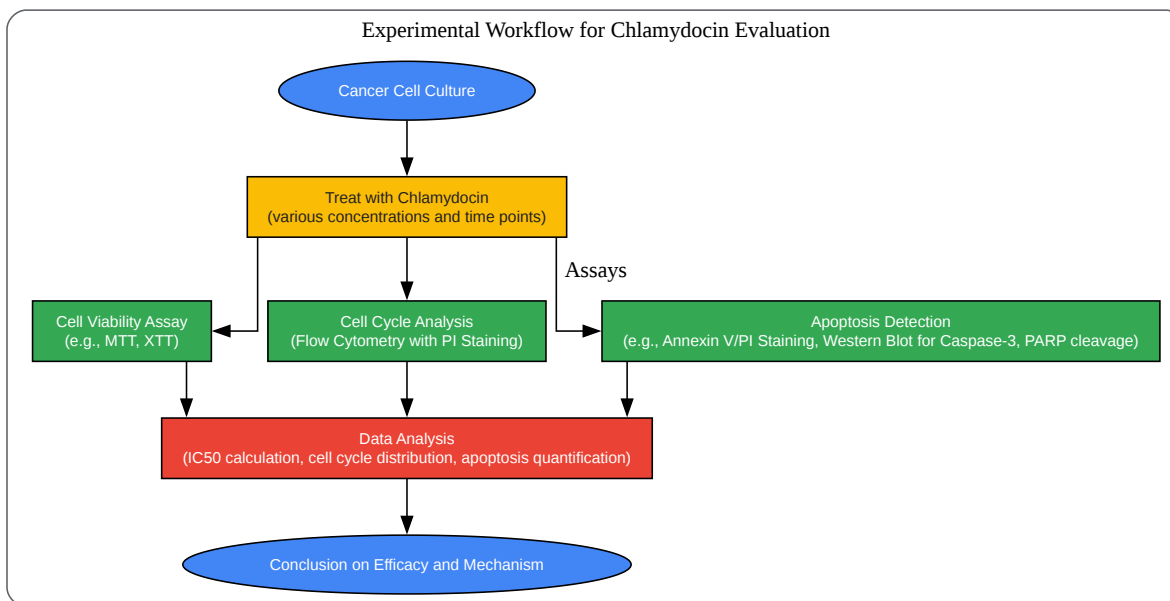 Experimental Workflow for Chlamydocin Evaluation
Cancer Cell Culture
Treat with Chlamydocin
(various concentrations and time points)
Assays
Cell Viability Assay
(e.g., MTT, XTT)
Cell Cycle Analysis
(Flow Cytometry with PI Staining)
Apoptosis Detection
(e.g., Annexin V/PI Staining, Western Blot for Caspase-3, PARP cleavage)
Data Analysis
(IC50 calculation, cell cycle distribution, apoptosis quantification)
Conclusion on Efficacy and Mechanism